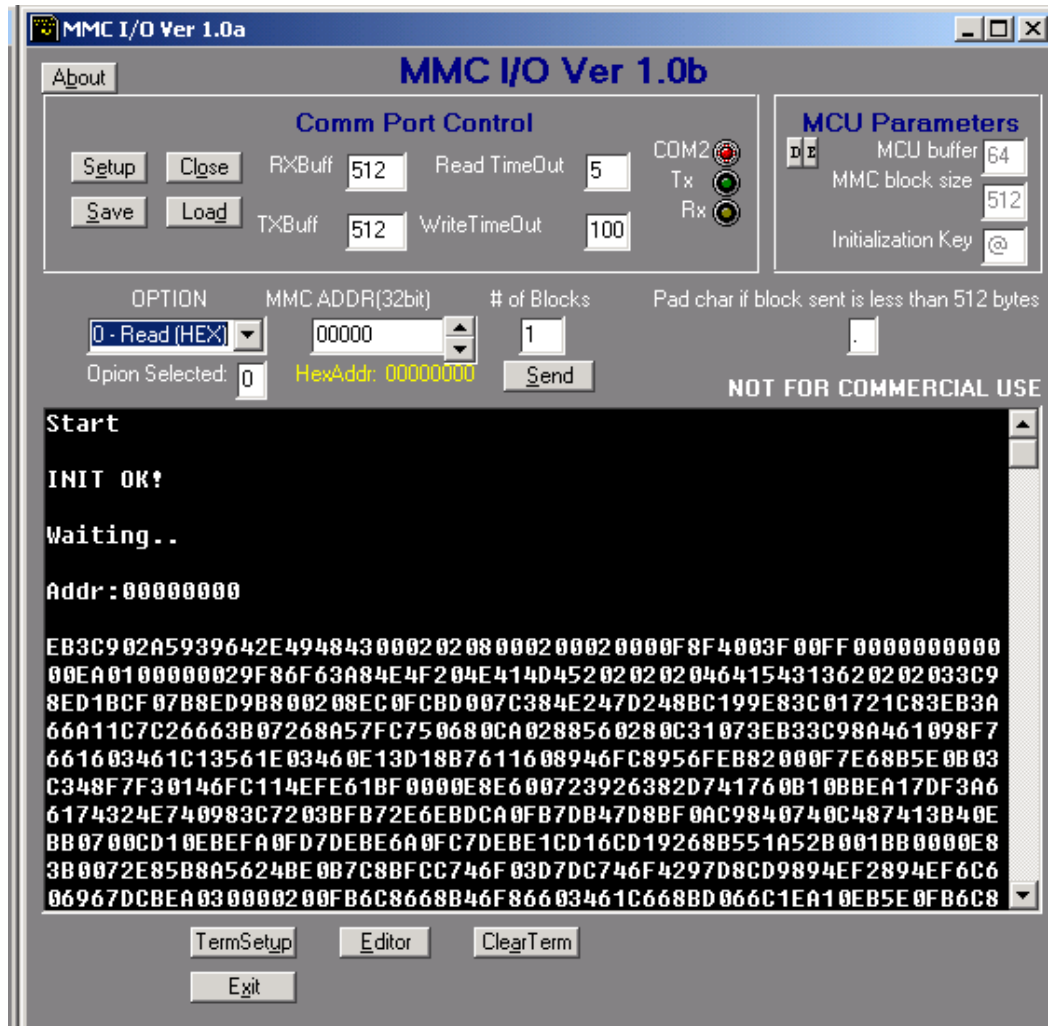 MMC I/O Ver 1.0a
About
MMC I/O Ver 1.0b
Comm Port Control
Setup
Close
RXBuff
512
Read TimeOut
5
Save
Load
TXBuff
512
WriteTimeOut
100
COM2
Tx
Rx
MCU Parameters
D E
MCU buffer
64
MMC block size
512
Initialization Key
@
OPTION
MMC ADDR(32bit)
# of Blocks
Pad char if block sent is less than 512 bytes
0 - Read (HEX)
00000
1
.
Opion Selected:
0
HexAddr: 00000000
Send
NOT FOR COMMERCIAL USE
Start
INIT OK!
Waiting..
Addr:00000000
EB3C902A5939642E494843000202080002000200 00F8F4003F00FF0000000000
00EA0100000029F86F63A84E4F204E414D4520202020464154313620202033C9
8ED1BCF07B8ED9B800208EC0FCBD007C384E247D248BC199E83C01721C83EB3A
66A11C7C26663B07268A57FC750680CA0288560280C31073EB33C98A461098F7
661603461C13561E03460E13D18B7611608946FC8956FEB82000F7E68B5E0B03
C348F7F30146FC114EFE61BF0000E8E600723926382D741760B10BBEA17DF3A6
6174324E740983C7203BFB72E6EBDCA0FB7DB47D8BF0AC9840740C487413B40E
BB0700CD10EBEFA0FD7DEBE6A0FC7DEBE1CD16CD19268B551A52B001BB0000E8
3B0072E85B8A5624BE0B7C8BFCC746F03D7DC746F4297D8CD9894EF2894EF6C6
06967DCBEA030000200FB6C8668B46F86603461C668BD066C1EA10EB5E0FB6C8
TermSetup
Editor
ClearTerm
Exit